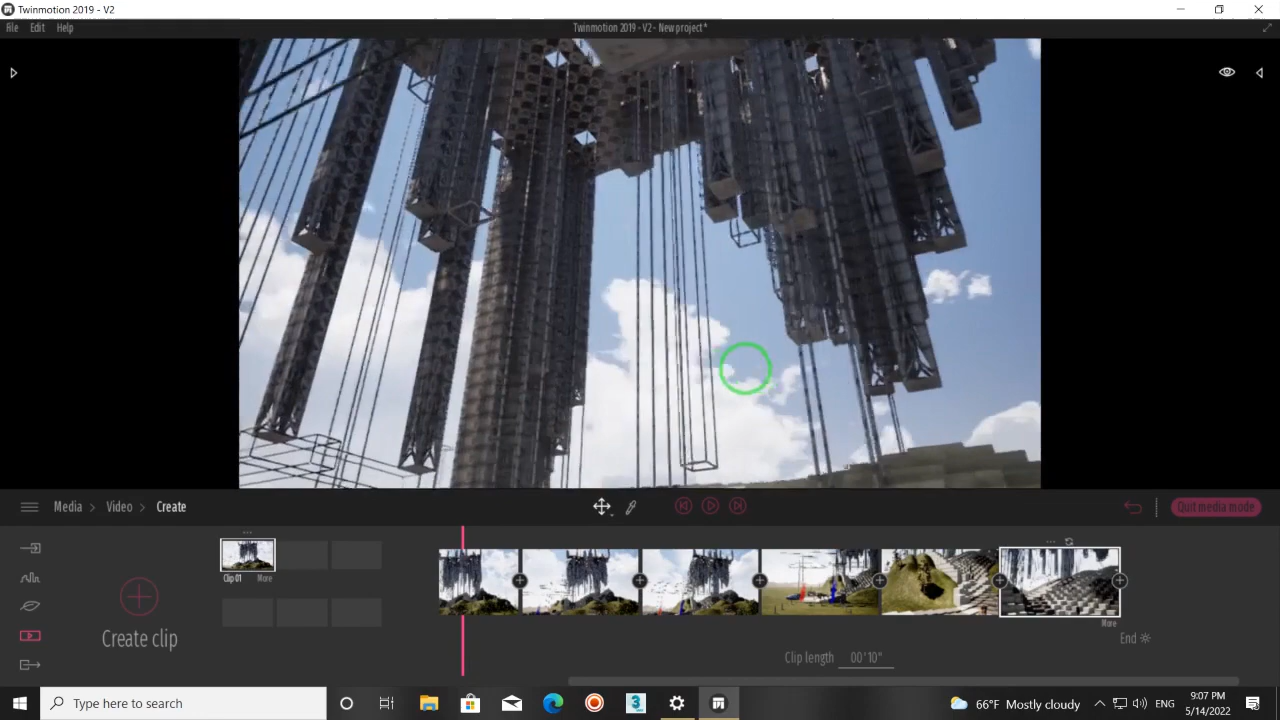 Twinmotion 2019 - V2
File Edit Help
Twinmotion 2019 - V2 - New project*
Media > Video > Create
Quit media mode
Clip 01 More
Create clip
More
End
Clip length 00'10"
Type here to search
3
66°F Mostly cloudy
ENG
9:07 PM
5/14/2022